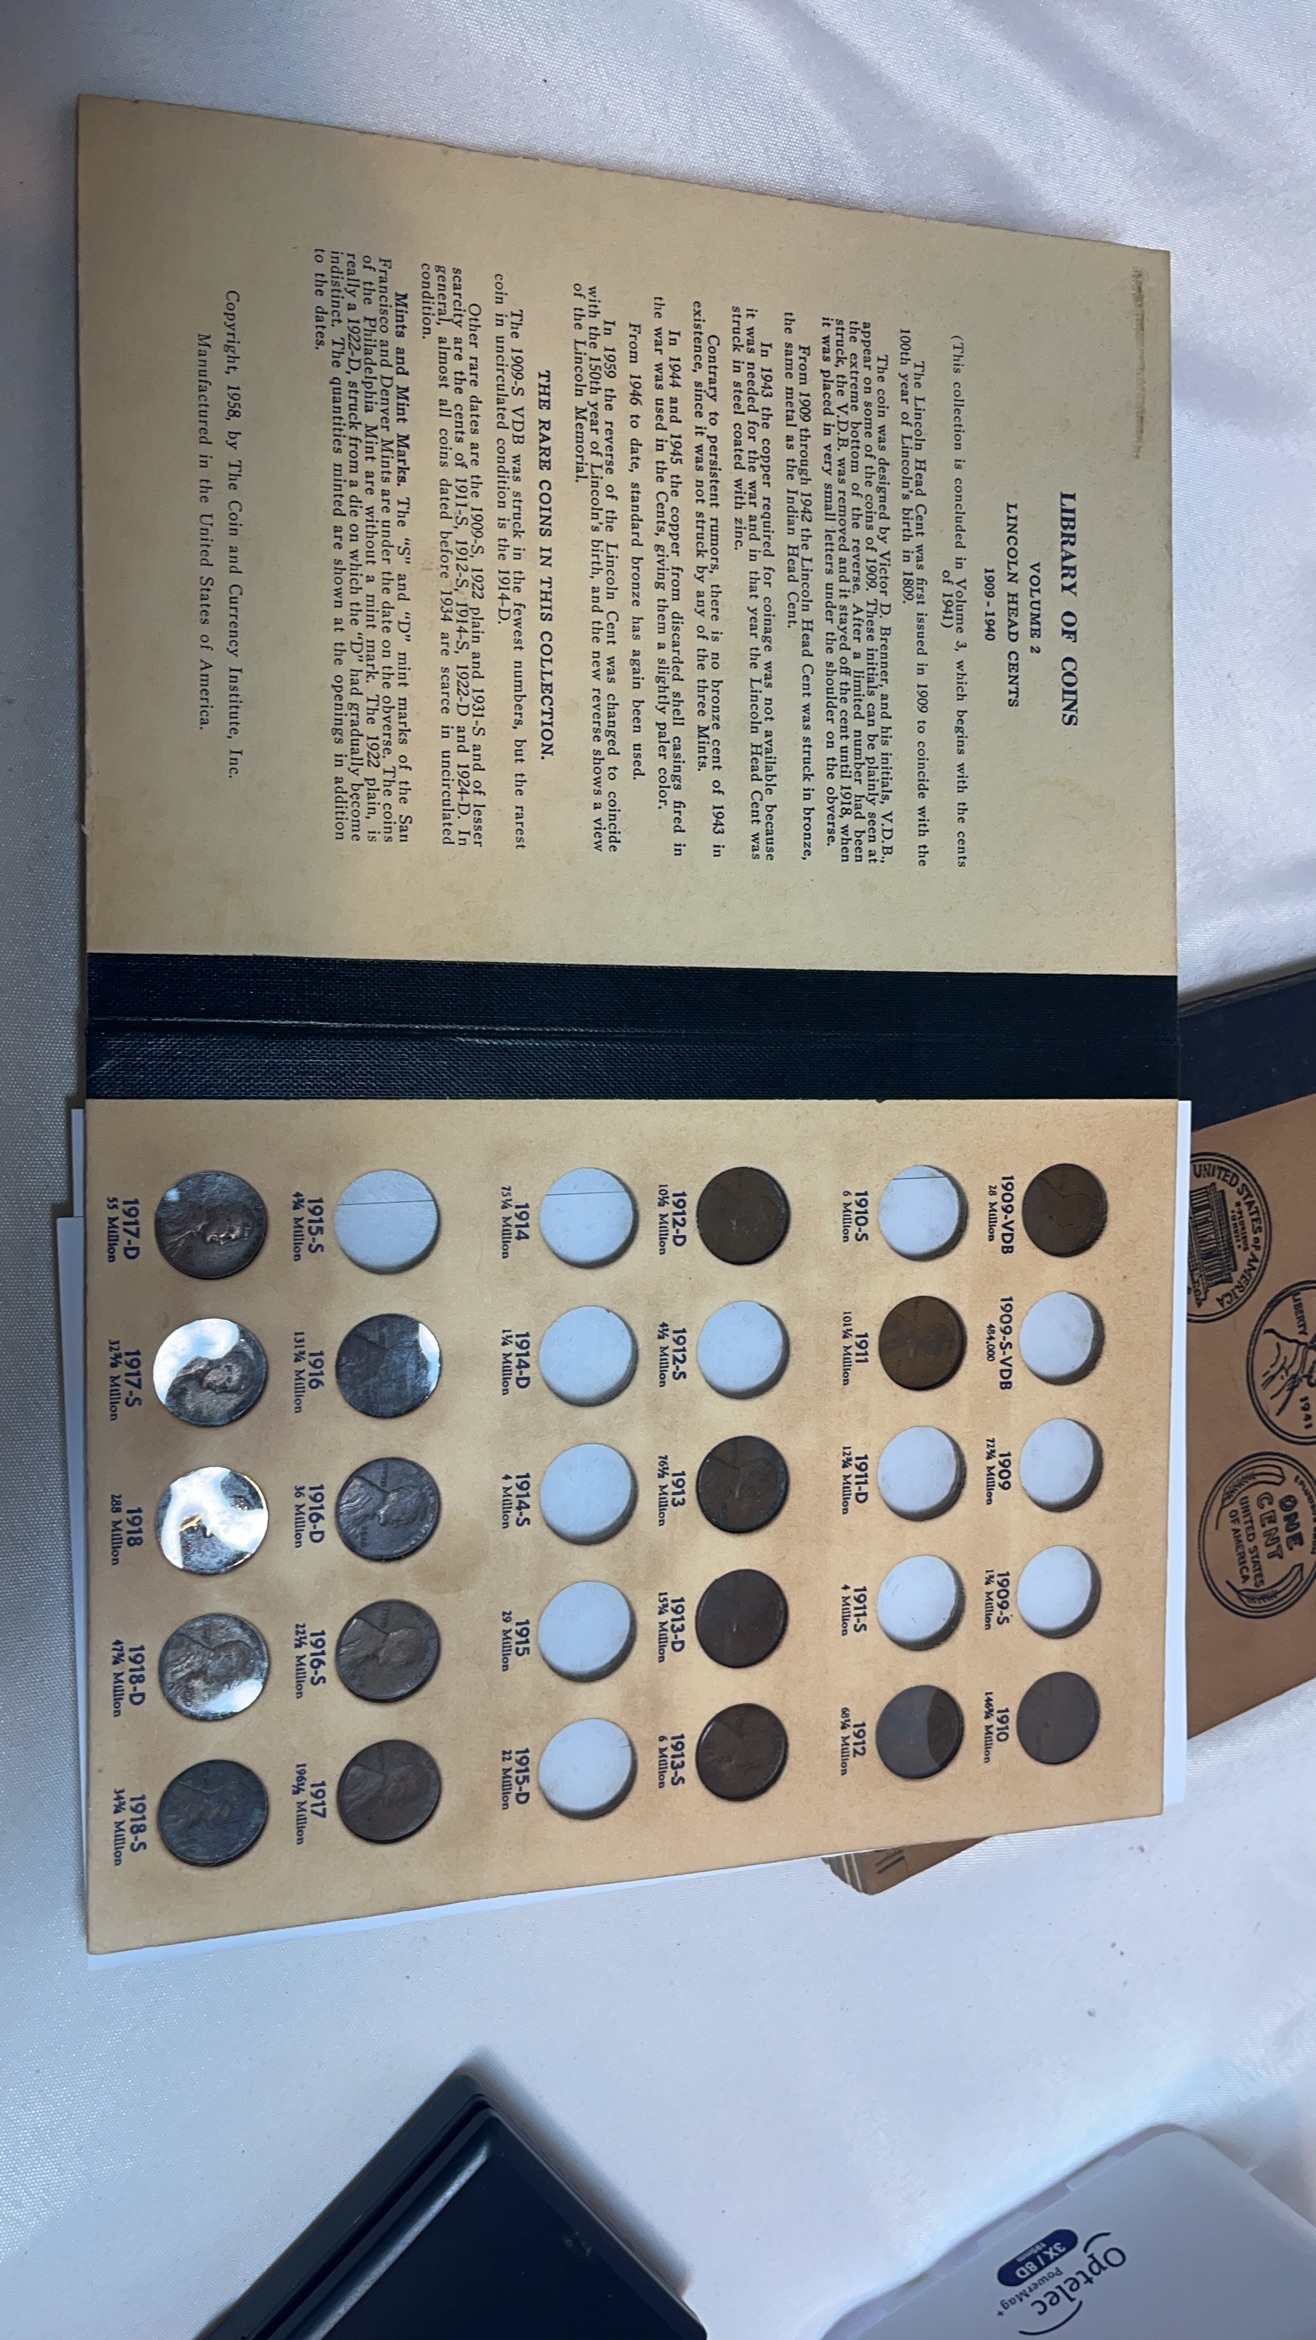 LIBRARY OF COINS
VOLUME 2
LINCOLN HEAD CENTS
1909 - 1940
(This collection is concluded in Volume 3, which begins with the cents
of 1941)
The Lincoln Head Cent was first issued in 1909 to coincide with the
100th year of Lincoln's birth in 1809.
The coin was designed by Victor D. Brenner, and his initials, V.D.B.,
appear on some of the coins of 1909. These initials can be plainly seen at
the extreme bottom of the reverse. After a limited number had been
struck, the V.D.B. was removed and it stayed off the cent until 1918, when
it was placed in very small letters under the shoulder on the obverse.
From 1909 through 1942 the Lincoln Head Cent was struck in bronze,
the same metal as the Indian Head Cent.
In 1943 the copper required for coinage was not available because
it was needed for the war and in that year the Lincoln Head Cent was
struck in steel coated with zinc.
Contrary to persistent rumors, there is no bronze cent of 1943 in
existence, since it was not struck by any of the three Mints.
In 1944 and 1945 the copper from discarded shell casings fired in
the war was used in the Cents, giving them a slightly paler color.
From 1946 to date, standard bronze has again been used.
In 1959 the reverse of the Lincoln Cent was changed to coincide
with the 150th year of Lincoln's birth, and the new reverse shows a view
of the Lincoln Memorial.
THE RARE COINS IN THIS COLLECTION.
The 1909-S VDB was struck in the fewest numbers, but the rarest
coin in uncirculated condition is the 1914-D.
Other rare dates are the 1909-S, 1922 plain and 1931-S and of lesser
scarcity are the cents of 1911-S, 1912-S, 1914-S, 1922-D and 1924-D. In
general, almost all coins dated before 1934 are scarce in uncirculated
condition.
Mints and Mint Marks. The "S" and "D" mint marks of the San
Francisco and Denver Mints are under the date on the obverse. The coins
of the Philadelphia Mint are without a mint mark. The 1922 plain, is
really a 1922-D, struck from a die on which the "D" had gradually become
indistinct. The quantities minted are shown at the openings in addition
to the dates.
Copyright, 1958, by The Coin and Currency Institute, Inc.
Manufactured in the United States of America.
1909-VDB 1909-S-VDB 1909 1909-S 1910
28 Million 484,000 72¾ Million 1¾ Million 146¾ Million
1910-S 1911 1911-D 1911-S 1912
6 Million 101¼ Million 12¾ Million 4 Million 68¼ Million
1912-D 1912-S 1913 1913-D 1913-S
10½ Million 4½ Million 76½ Million 15¾ Million 6 Million
1914 1914-D 1914-S 1915 1915-D
75¼ Million 1¼ Million 4 Million 29 Million 22 Million
1915-S 1916 1916-D 1916-S 1917
4¾ Million 131¾ Million 36 Million 22½ Million 196½ Million
1917-D 1917-S 1918 1918-D 1918-S
55 Million 32⅔ Million 288 Million 47¾ Million 34¾ Million
UNITED STATES OF AMERICA
E·PLURIBUS
UNUM
LIBERTY
1941
ONE
CENT
UNITED STATES
OF AMERICA
Optelec
PowerMag+
3X / 8D